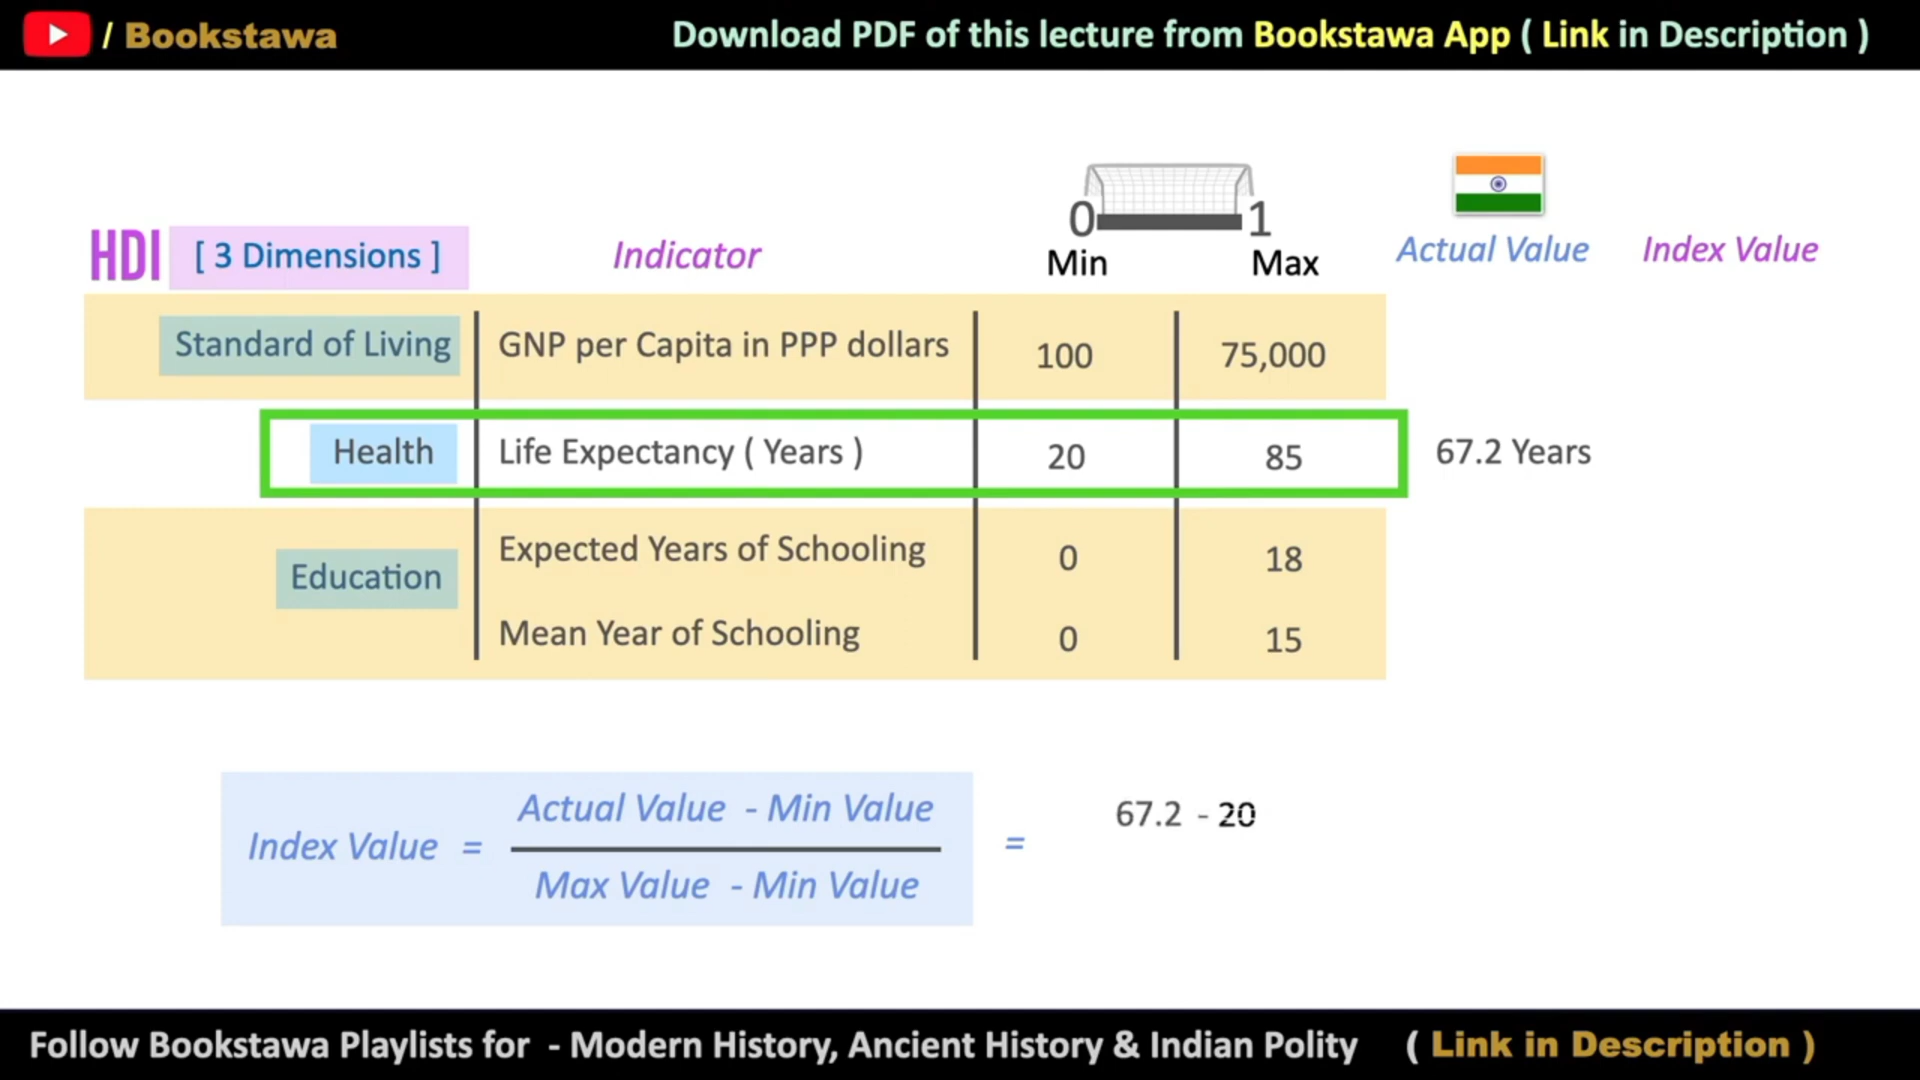 / Bookstawa
Download PDF of this lecture from Bookstawa App ( Link in Description )
0 1
HDI [ 3 Dimensions ] Indicator Min Max Actual Value Index Value
Standard of Living GNP per Capita in PPP dollars 100 75,000
Health Life Expectancy ( Years ) 20 85 67.2 Years
Education Expected Years of Schooling 0 18
Mean Year of Schooling 0 15
Actual Value - Min Value 67.2 - 20
Index Value = =
Max Value - Min Value
Follow Bookstawa Playlists for - Modern History, Ancient History & Indian Polity ( Link in Description )